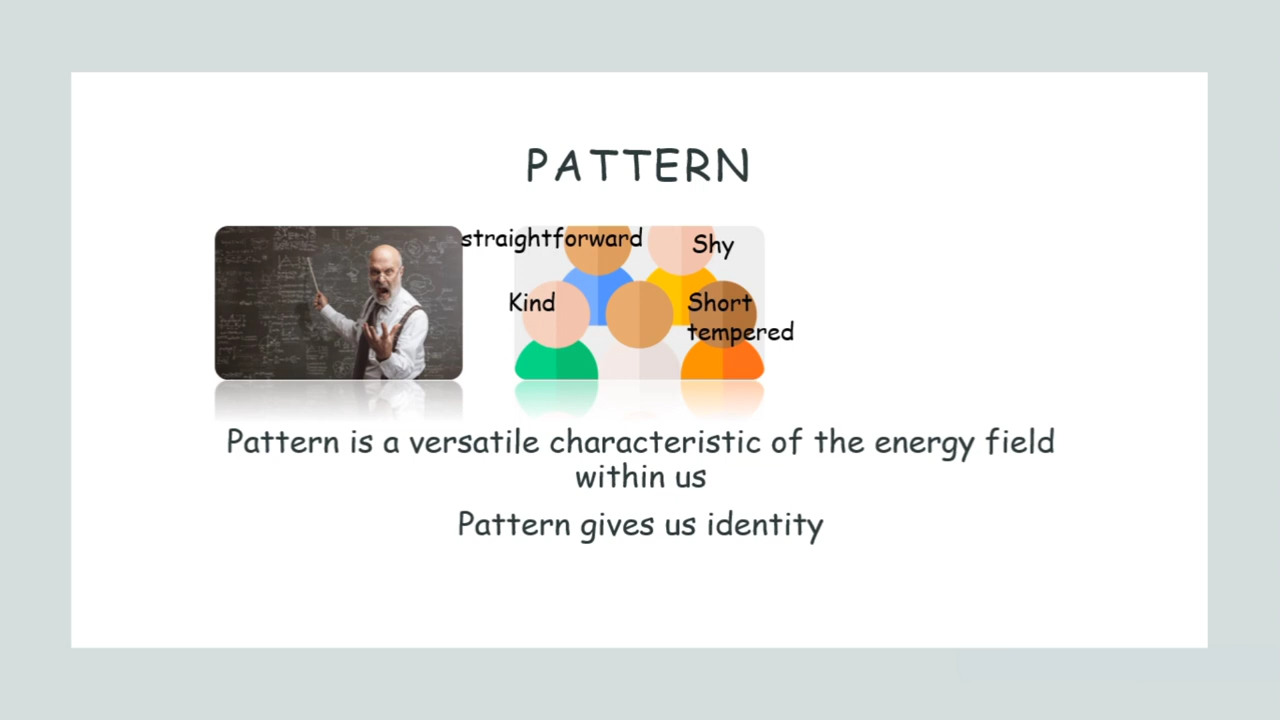 PATTERN
straightforward
Shy
Kind
Short
tempered
Pattern is a versatile characteristic of the energy field
within us
Pattern gives us identity